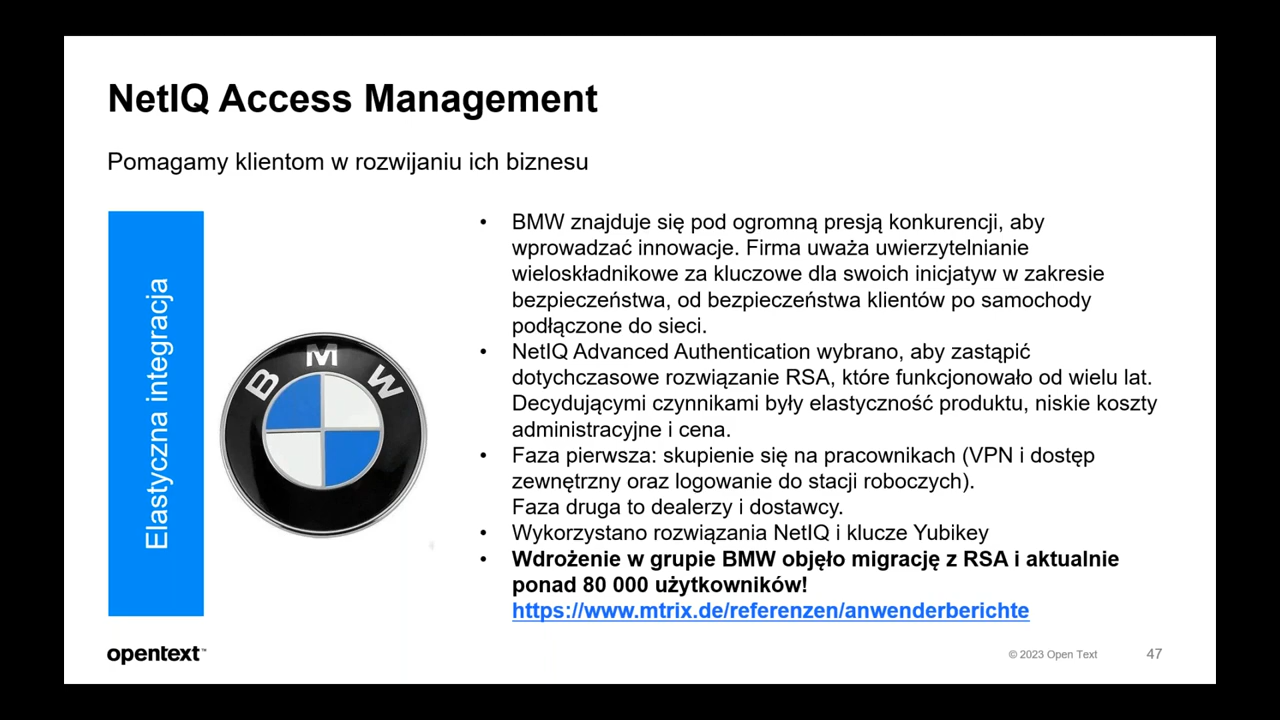 NetIQ Access Management
Pomagamy klientom w rozwijaniu ich biznesu
Elastyczna integracja
BMW
• BMW znajduje się pod ogromną presją konkurencji, aby
wprowadzać innowacje. Firma uważa uwierzytelnianie
wieloskładnikowe za kluczowe dla swoich inicjatyw w zakresie
bezpieczeństwa, od bezpieczeństwa klientów po samochody
podłączone do sieci.
• NetIQ Advanced Authentication wybrano, aby zastąpić
dotychczasowe rozwiązanie RSA, które funkcjonowało od wielu lat.
Decydującymi czynnikami były elastyczność produktu, niskie koszty
administracyjne i cena.
• Faza pierwsza: skupienie się na pracownikach (VPN i dostęp
zewnętrzny oraz logowanie do stacji roboczych).
Faza druga to dealerzy i dostawcy.
• Wykorzystano rozwiązania NetIQ i klucze Yubikey
• Wdrożenie w grupie BMW objęło migrację z RSA i aktualnie
ponad 80 000 użytkowników!
https://www.mtrix.de/referenzen/anwenderberichte
opentext™
© 2023 Open Text
47